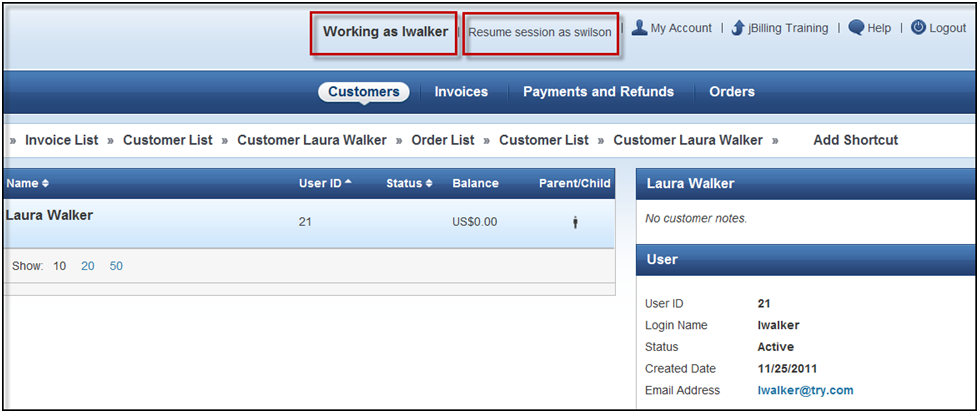 Working as lwalker | Resume session as swilson | My Account | jBilling Training | Help | Logout
Customers Invoices Payments and Refunds Orders
» Invoice List » Customer List » Customer Laura Walker » Order List » Customer List » Customer Laura Walker » Add Shortcut
Name User ID Status Balance Parent/Child
Laura Walker 21 US$0.00
Show: 10 20 50
Laura Walker
No customer notes.
User
User ID 21
Login Name lwalker
Status Active
Created Date 11/25/2011
Email Address lwalker@try.com